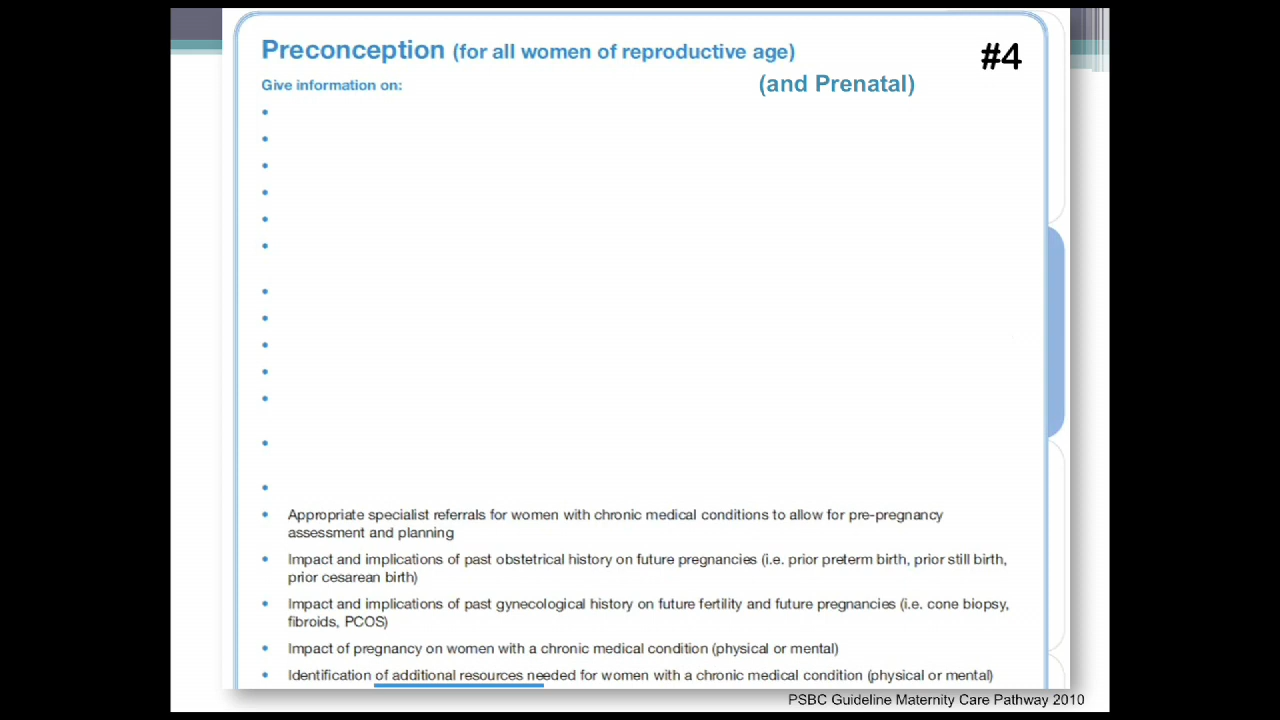 Preconception (for all women of reproductive age)
#4
(and Prenatal)
Give information on:
Appropriate specialist referrals for women with chronic medical conditions to allow for pre-pregnancy
assessment and planning
Impact and implications of past obstetrical history on future pregnancies (i.e. prior preterm birth, prior still birth,
prior cesarean birth)
Impact and implications of past gynecological history on future fertility and future pregnancies (i.e. cone biopsy,
fibroids, PCOS)
Impact of pregnancy on women with a chronic medical condition (physical or mental)
Identification of additional resources needed for women with a chronic medical condition (physical or mental)
PSBC Guideline Maternity Care Pathway 2010